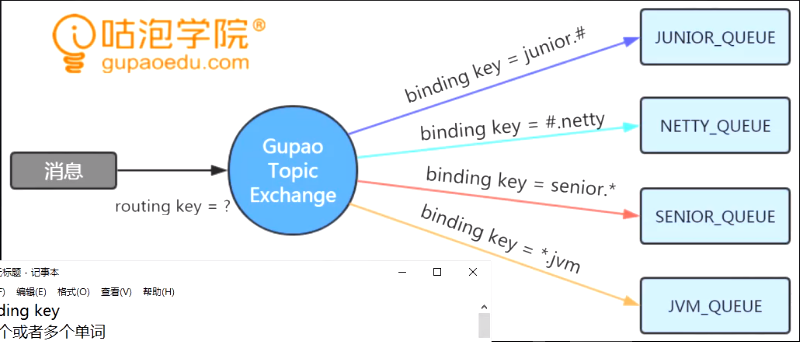 咕泡学院®
gupaoedu.com
消息
routing key = ?
Gupao
Topic
Exchange
binding key = junior.#
JUNIOR_QUEUE
binding key = #.netty
NETTY_QUEUE
binding key = senior.*
SENIOR_QUEUE
binding key = *.jvm
JVM_QUEUE
标题 - 记事本
编辑(E) 格式(O) 查看(V) 帮助(H)
key
个或者多个单词